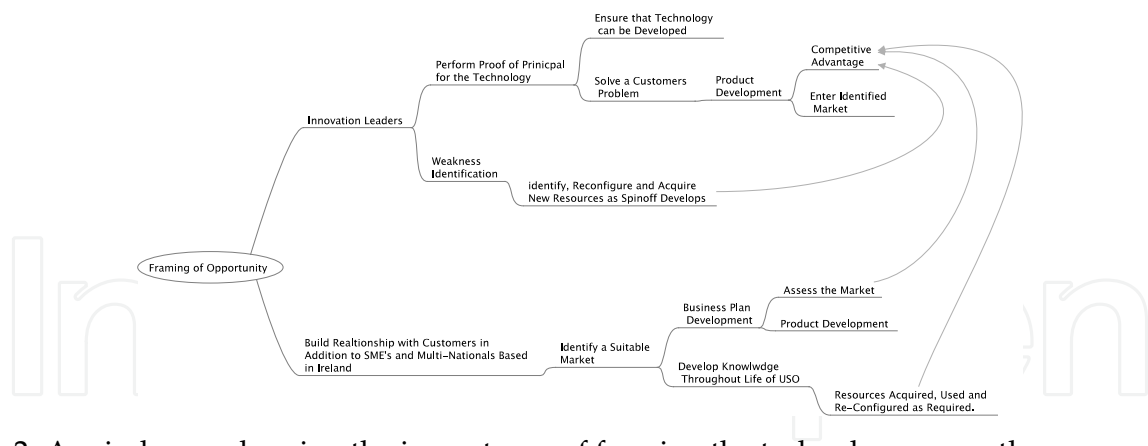 Ensure that Technology
can be Developed
Competitive
Advantage
Perform Proof of Prinicpal
for the Technology
Solve a Customers
Problem
Product
Development
Enter Identified
Market
Innovation Leaders
Weakness
Identification
identify, Reconfigure and Acquire
New Resources as Spinoff Develops
Framing of Opportunity
Assess the Market
Business Plan
Development
Product Development
Build Realtionship with Customers in
Addition to SME's and Multi-Nationals Based
in Ireland
Identify a Suitable
Market
Develop Knowlwdge
Throughout Life of USO
Resources Acquired, Used and
Re-Configured as Required.